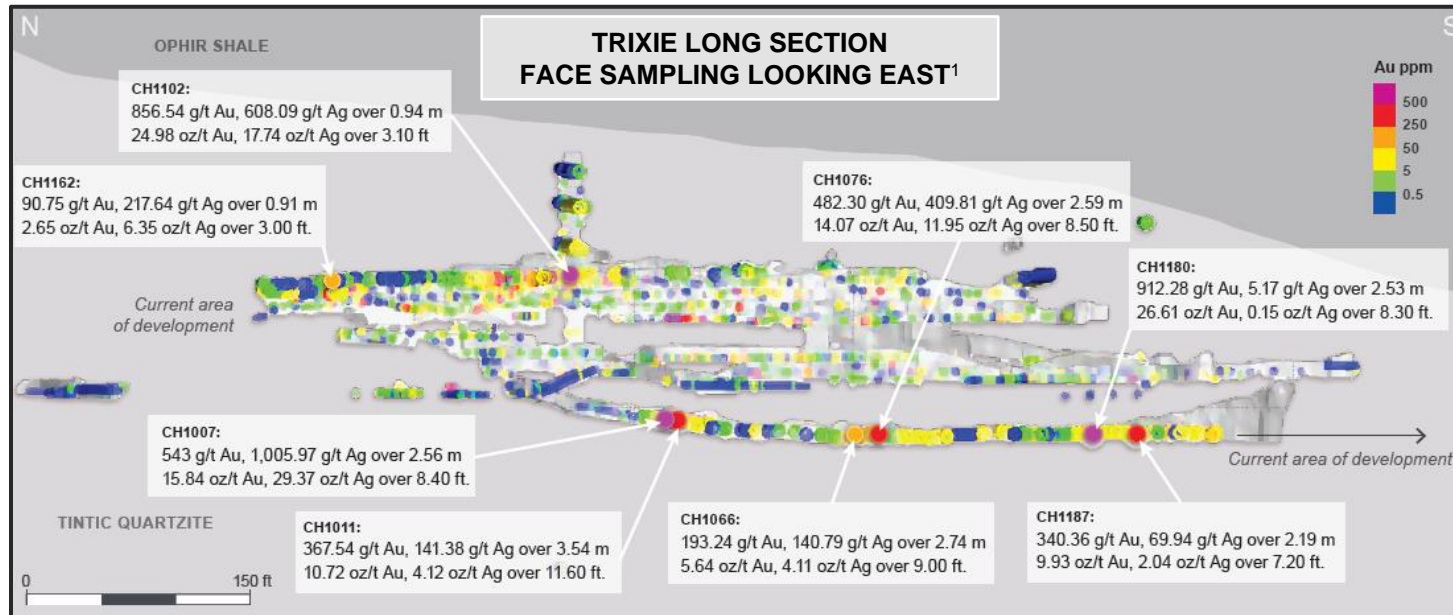 N
S
OPHIR SHALE
TRIXIE LONG SECTION
FACE SAMPLING LOOKING EAST¹
Au ppm
500
250
50
5
0.5
CH1102:
856.54 g/t Au, 608.09 g/t Ag over 0.94 m
24.98 oz/t Au, 17.74 oz/t Ag over 3.10 ft
CH1162:
90.75 g/t Au, 217.64 g/t Ag over 0.91 m
2.65 oz/t Au, 6.35 oz/t Ag over 3.00 ft.
CH1076:
482.30 g/t Au, 409.81 g/t Ag over 2.59 m
14.07 oz/t Au, 11.95 oz/t Ag over 8.50 ft.
CH1180:
912.28 g/t Au, 5.17 g/t Ag over 2.53 m
26.61 oz/t Au, 0.15 oz/t Ag over 8.30 ft.
Current area
of development
CH1007:
543 g/t Au, 1,005.97 g/t Ag over 2.56 m
15.84 oz/t Au, 29.37 oz/t Ag over 8.40 ft.
Current area of development
TINTIC QUARTZITE
CH1011:
367.54 g/t Au, 141.38 g/t Ag over 3.54 m
10.72 oz/t Au, 4.12 oz/t Ag over 11.60 ft.
CH1066:
193.24 g/t Au, 140.79 g/t Ag over 2.74 m
5.64 oz/t Au, 4.11 oz/t Ag over 9.00 ft.
CH1187:
340.36 g/t Au, 69.94 g/t Ag over 2.19 m
9.93 oz/t Au, 2.04 oz/t Ag over 7.20 ft.
0
150 ft